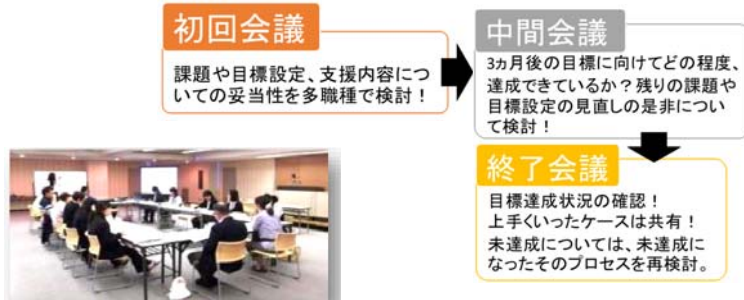 初回会議
課題や目標設定、支援内容につ
いての妥当性を多職種で検討！
中間会議
3ヵ月後の目標に向けてどの程度、
達成できているか？残りの課題や
目標設定の見直しの是非につい
て検討！
終了会議
目標達成状況の確認！
上手くいったケースは共有！
未達成については、未達成に
なったそのプロセスを再検討。